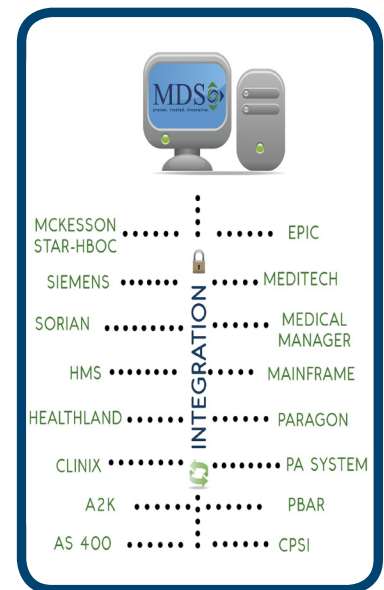 MDS
proven. trusted. innovative.
MCKESSON
STAR-HBOC
EPIC
SIEMENS
MEDITECH
SORIAN
MEDICAL
MANAGER
HMS
MAINFRAME
HEALTHLAND
PARAGON
CLINIX
PA SYSTEM
A2K
PBAR
AS 400
CPSI
INTEGRATION